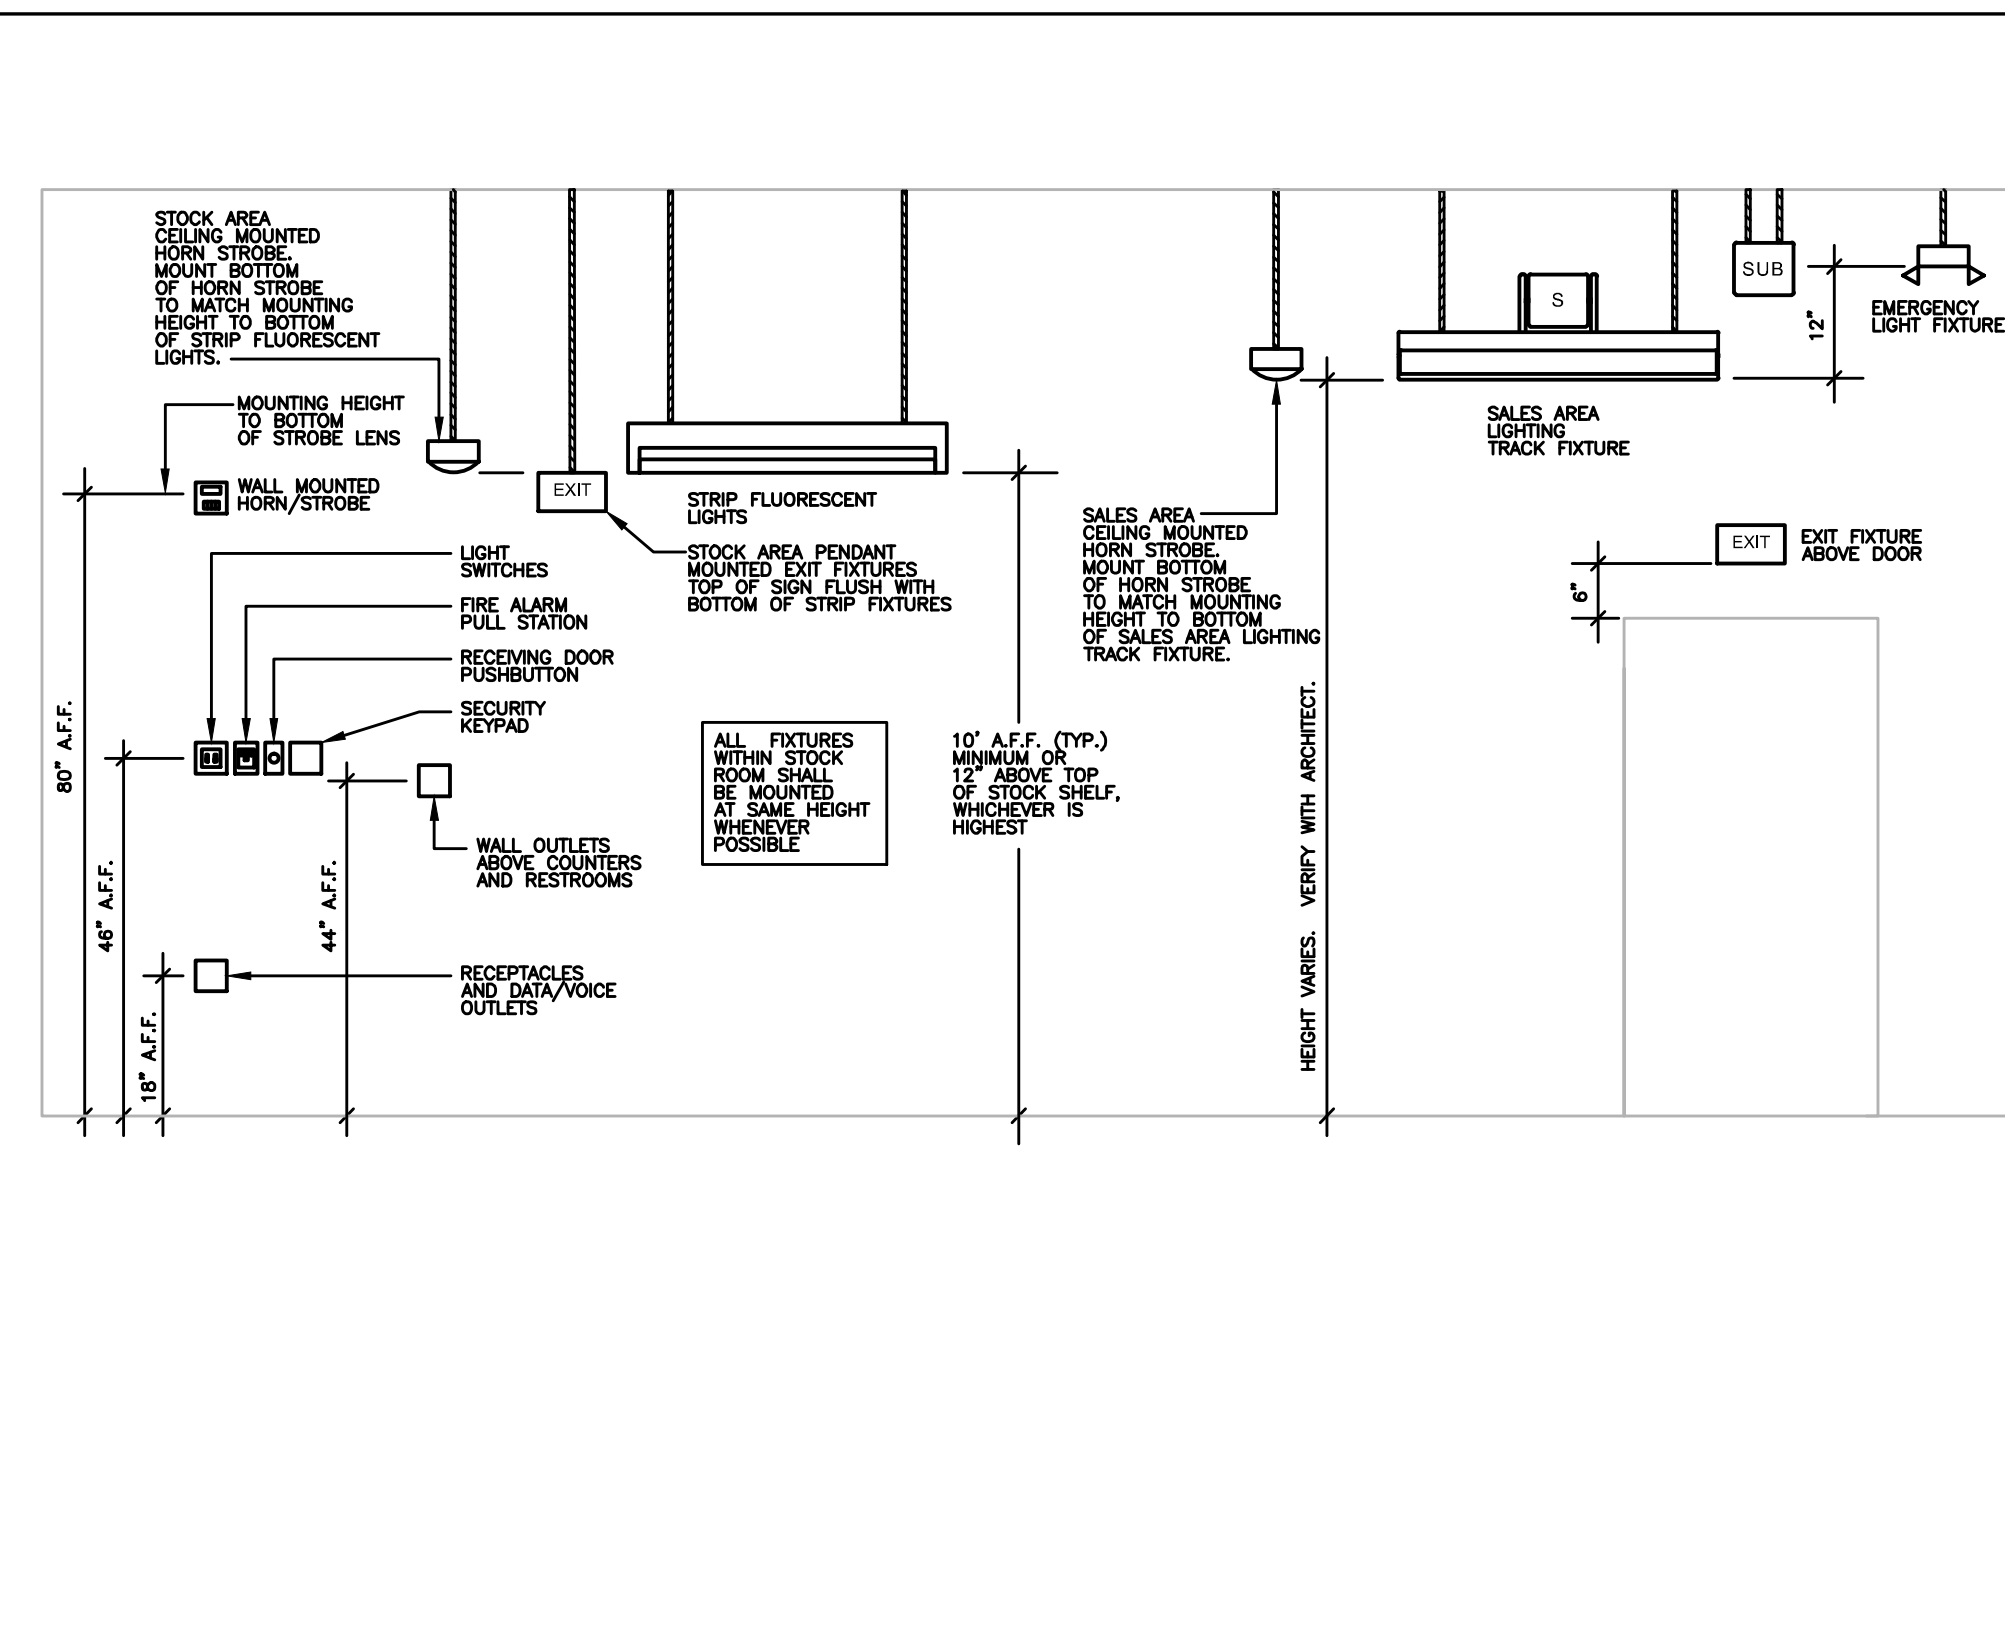 STOCK AREA
CEILING MOUNTED
HORN STROBE.
MOUNT BOTTOM
OF HORN STROBE
TO MATCH MOUNTING
HEIGHT TO BOTTOM
OF STRIP FLUORESCENT
LIGHTS.
MOUNTING HEIGHT
TO BOTTOM
OF STROBE LENS
WALL MOUNTED
HORN/STROBE
LIGHT
SWITCHES
FIRE ALARM
PULL STATION
RECEIVING DOOR
PUSHBUTTON
SECURITY
KEYPAD
WALL OUTLETS
ABOVE COUNTERS
AND RESTROOMS
RECEPTACLES
AND DATA/VOICE
OUTLETS
80" A.F.F.
46" A.F.F.
18" A.F.F.
44" A.F.F.
EXIT
STRIP FLUORESCENT
LIGHTS
STOCK AREA PENDANT
MOUNTED EXIT FIXTURES
TOP OF SIGN FLUSH WITH
BOTTOM OF STRIP FIXTURES
ALL FIXTURES
WITHIN STOCK
ROOM SHALL
BE MOUNTED
AT SAME HEIGHT
WHENEVER
POSSIBLE
10' A.F.F. (TYP.)
MINIMUM OR
12" ABOVE TOP
OF STOCK SHELF,
WHICHEVER IS
HIGHEST
SALES AREA
CEILING MOUNTED
HORN STROBE.
MOUNT BOTTOM
OF HORN STROBE
TO MATCH MOUNTING
HEIGHT TO BOTTOM
OF SALES AREA LIGHTING
TRACK FIXTURE.
HEIGHT VARIES. VERIFY WITH ARCHITECT.
S
SALES AREA
LIGHTING
TRACK FIXTURE
SUB
12"
EMERGENCY
LIGHT FIXTURE
EXIT
EXIT FIXTURE
ABOVE DOOR
6"